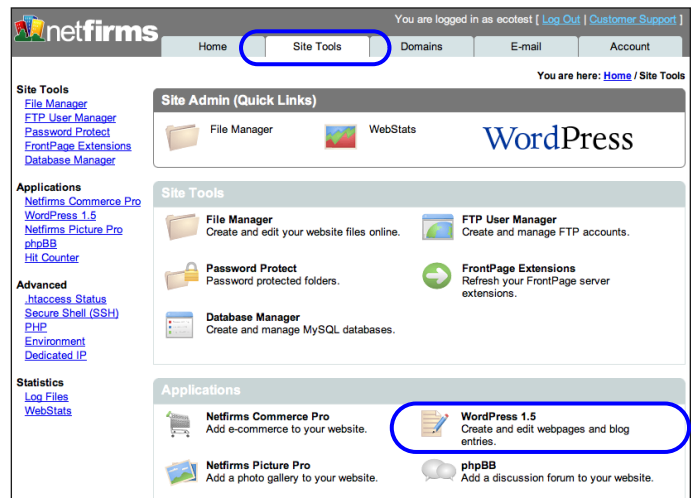 netfirms
You are logged in as ecotest [ Log Out | Customer Support ]
Home Site Tools Domains E-mail Account
You are here: Home / Site Tools
Site Tools
File Manager
FTP User Manager
Password Protect
FrontPage Extensions
Database Manager
Applications
Netfirms Commerce Pro
WordPress 1.5
Netfirms Picture Pro
phpBB
Hit Counter
Advanced
.htaccess Status
Secure Shell (SSH)
PHP
Environment
Dedicated IP
Statistics
Log Files
WebStats
Site Admin (Quick Links)
File Manager
WebStats
WordPress
Site Tools
File Manager
Create and edit your website files online.
FTP User Manager
Create and manage FTP accounts.
Password Protect
Password protected folders.
FrontPage Extensions
Refresh your FrontPage server
extensions.
Database Manager
Create and manage MySQL databases.
Applications
Netfirms Commerce Pro
Add e-commerce to your website.
WordPress 1.5
Create and edit webpages and blog
entries.
Netfirms Picture Pro
Add a photo gallery to your website.
phpBB
Add a discussion forum to your website.